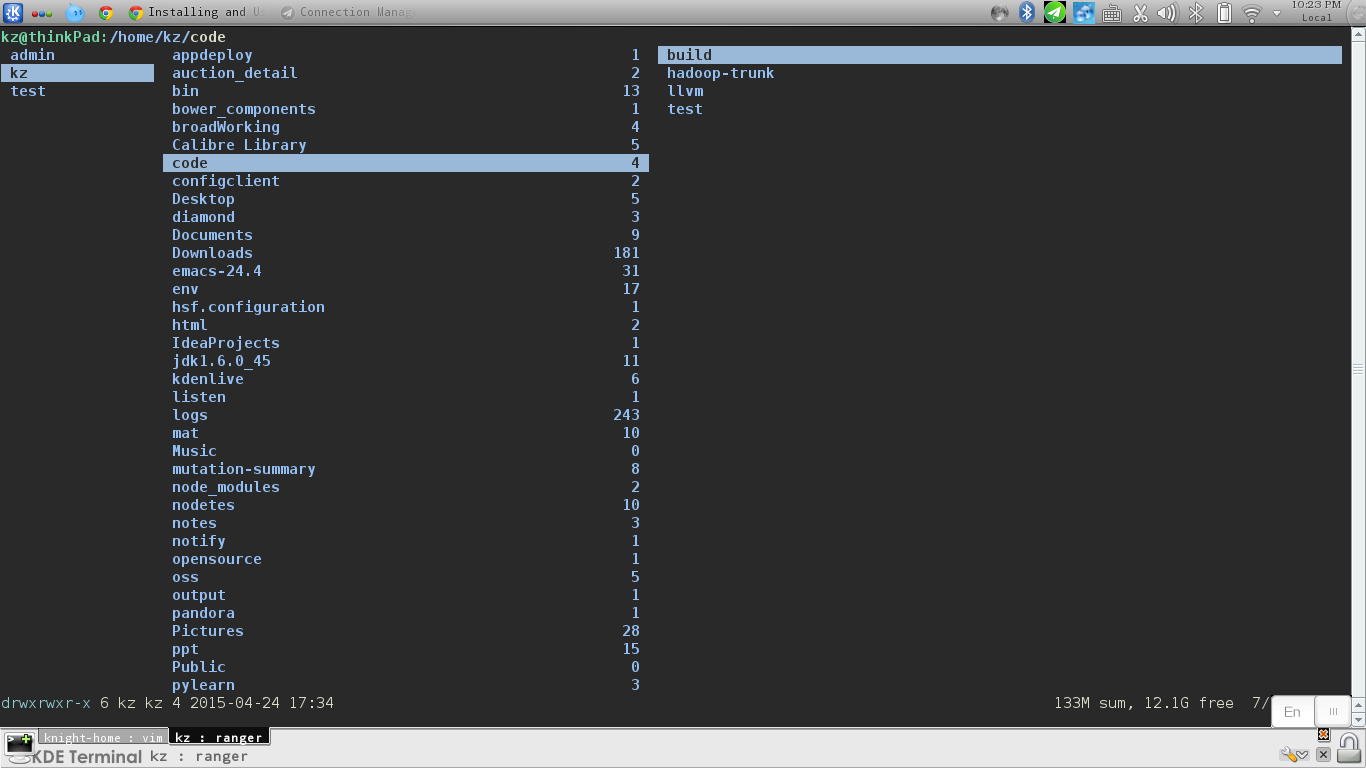 Installing and Us
Connection Manag
10:23 PM
Local
kz@thinkPad:/home/kz/code
admin
kz
test
appdeploy 1
auction_detail 2
bin 13
bower_components 1
broadWorking 4
Calibre Library 5
code 4
configclient 2
Desktop 5
diamond 3
Documents 9
Downloads 181
emacs-24.4 31
env 17
hsf.configuration 1
html 2
IdeaProjects 1
jdk1.6.0_45 11
kdenlive 6
listen 1
logs 243
mat 10
Music 0
mutation-summary 8
node_modules 2
nodetes 10
notes 3
notify 1
opensource 1
oss 5
output 1
pandora 1
Pictures 28
ppt 15
Public 0
pylearn 3
build
hadoop-trunk
llvm
test
drwxrwxr-x 6 kz kz 4 2015-04-24 17:34
133M sum, 12.1G free 7/
En
knight-home : vim
kz : ranger
KDE Terminal kz : ranger